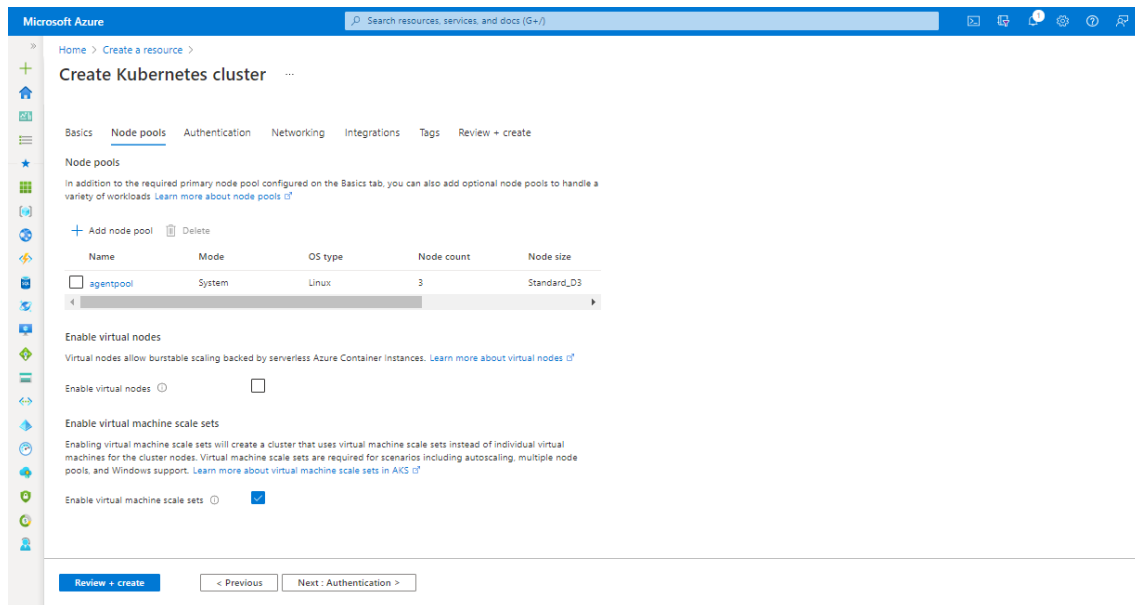 Microsoft Azure
Search resources, services, and docs (G+/)
1
Home > Create a resource >
Create Kubernetes cluster ...
Basics Node pools Authentication Networking Integrations Tags Review + create
Node pools
In addition to the required primary node pool configured on the Basics tab, you can also add optional node pools to handle a
variety of workloads Learn more about node pools
+ Add node pool Delete
Name Mode OS type Node count Node size
agentpool System Linux 3 Standard_D3
Enable virtual nodes
Virtual nodes allow burstable scaling backed by serverless Azure Container Instances. Learn more about virtual nodes
Enable virtual nodes
Enable virtual machine scale sets
Enabling virtual machine scale sets will create a cluster that uses virtual machine scale sets instead of individual virtual
machines for the cluster nodes. Virtual machine scale sets are required for scenarios including autoscaling, multiple node
pools, and Windows support. Learn more about virtual machine scale sets in AKS
Enable virtual machine scale sets
Review + create < Previous Next : Authentication >